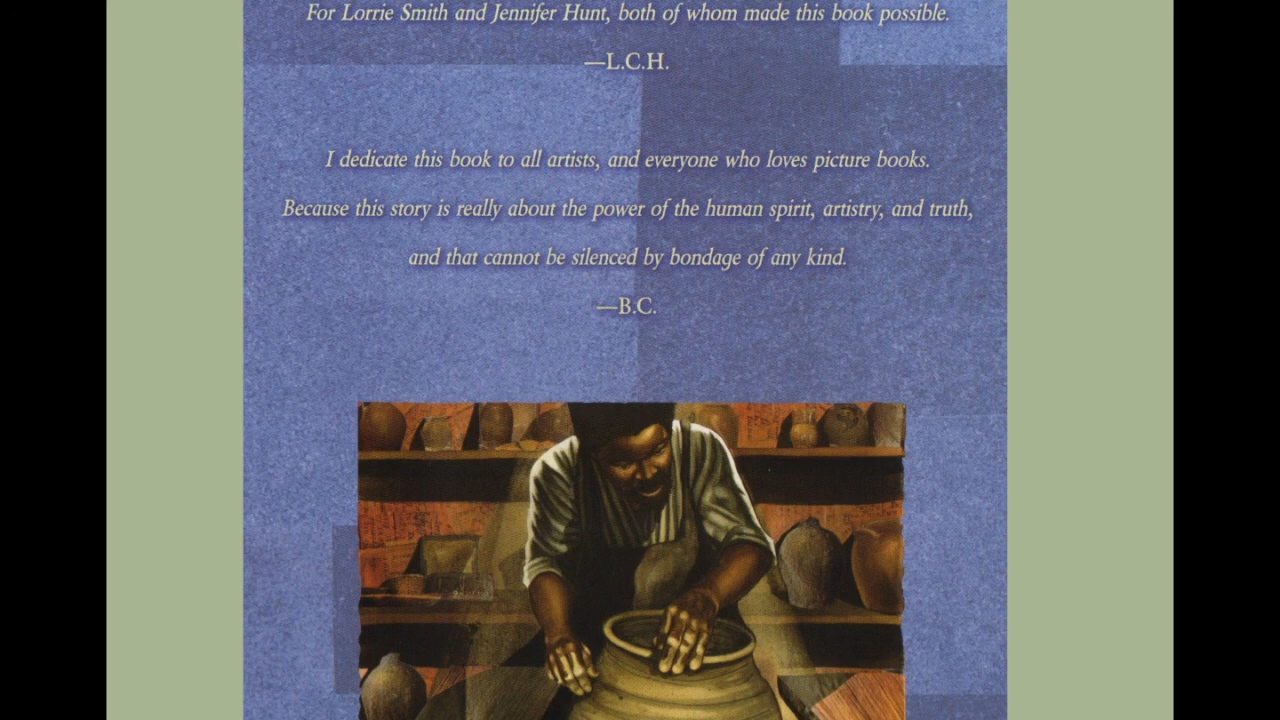 For Lorrie Smith and Jennifer Hunt, both of whom made this book possible.
—L.C.H.
I dedicate this book to all artists, and everyone who loves picture books.
Because this story is really about the power of the human spirit, artistry, and truth,
and that cannot be silenced by bondage of any kind.
—B.C.